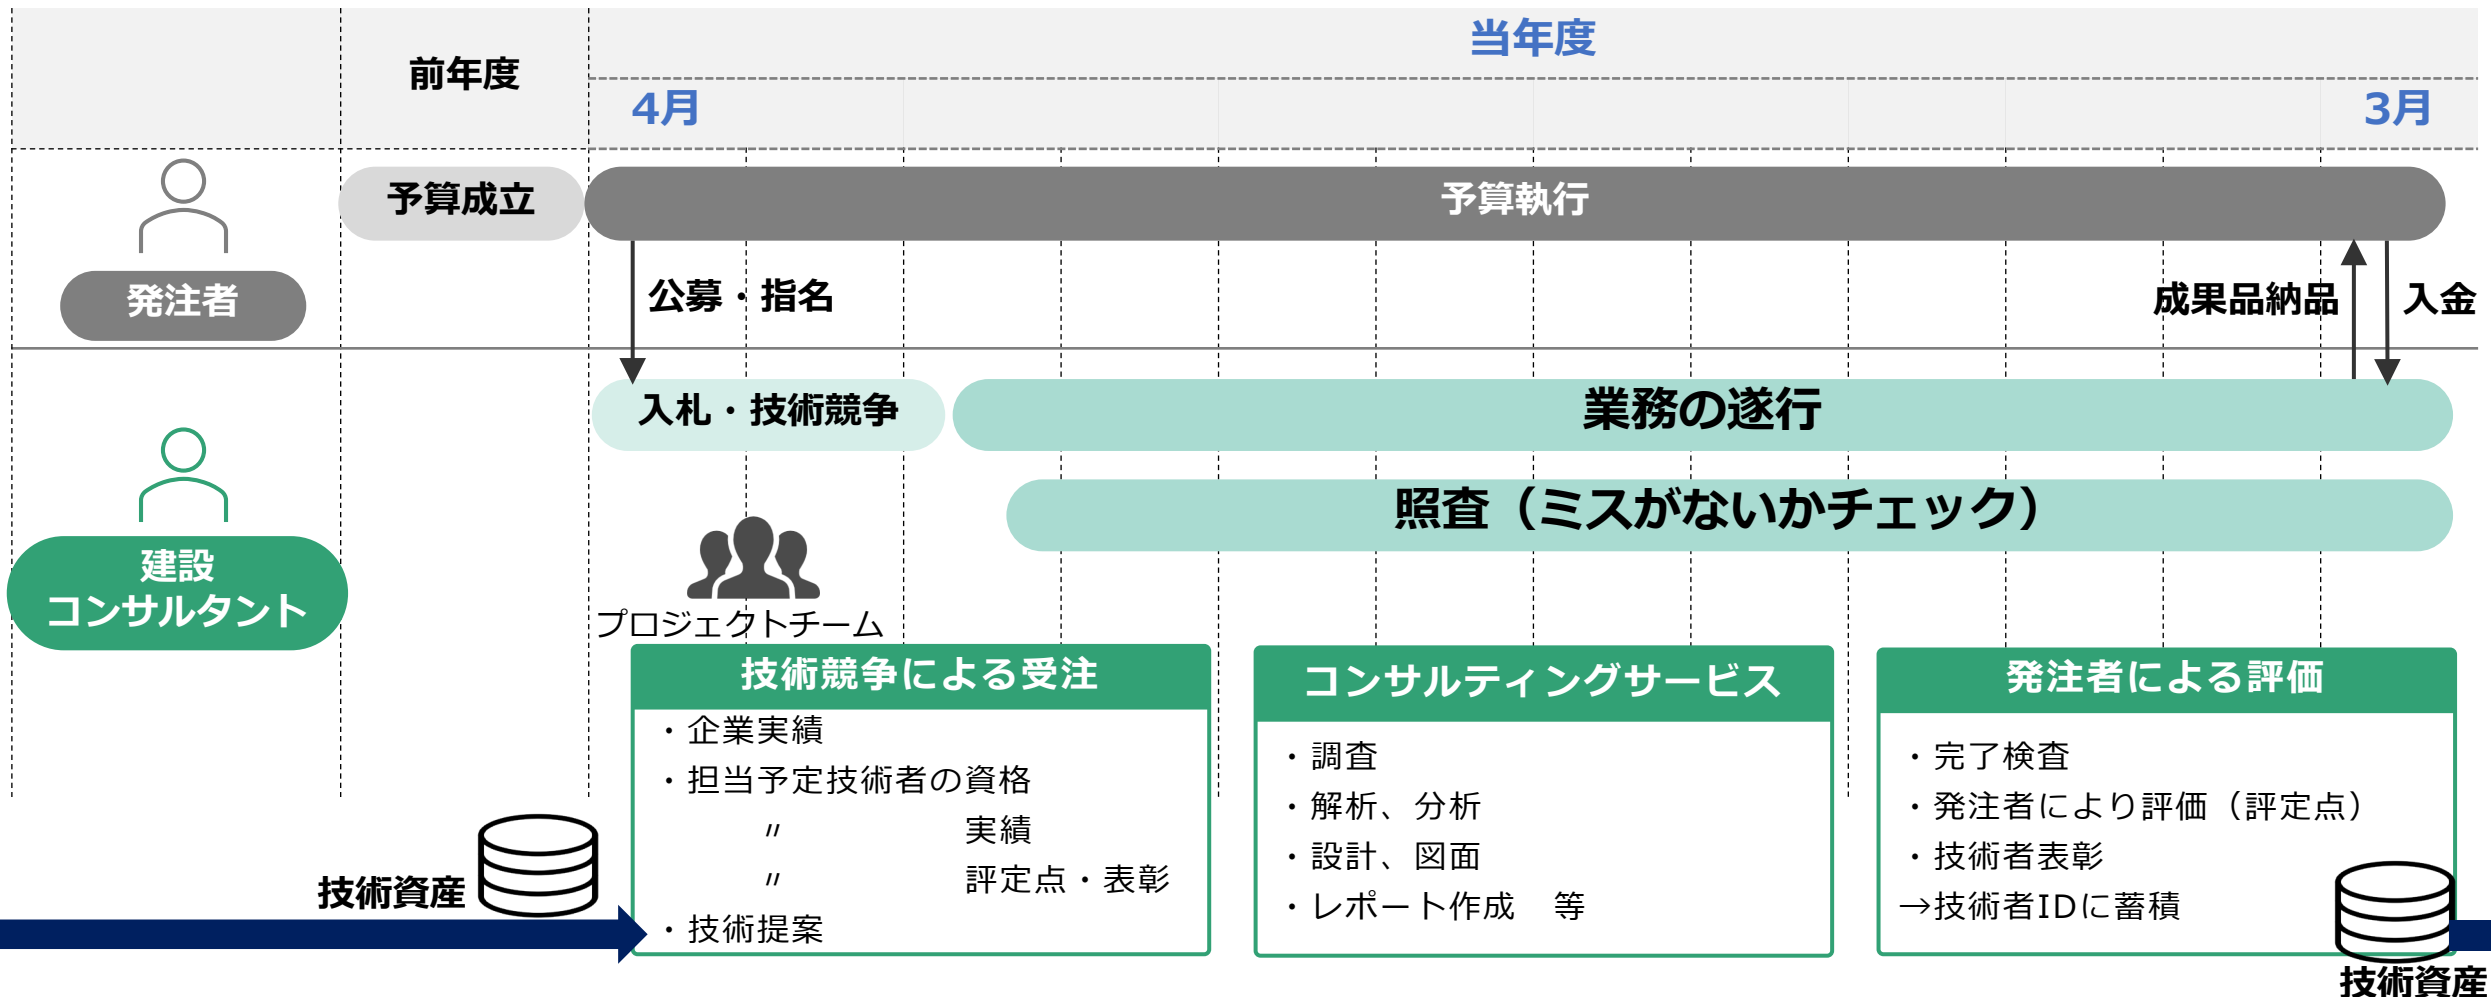 前年度
当年度
4月
3月
予算成立
予算執行
発注者
公募・指名
成果品納品
入金
入札・技術競争
業務の遂行
照査（ミスがないかチェック）
建設
コンサルタント
プロジェクトチーム
技術競争による受注
・企業実績
・担当予定技術者の資格
〃 実績
〃 評定点・表彰
・技術提案
コンサルティングサービス
・調査
・解析、分析
・設計、図面
・レポート作成　等
発注者による評価
・完了検査
・発注者により評価（評定点）
・技術者表彰
→技術者IDに蓄積
技術資産
技術資産